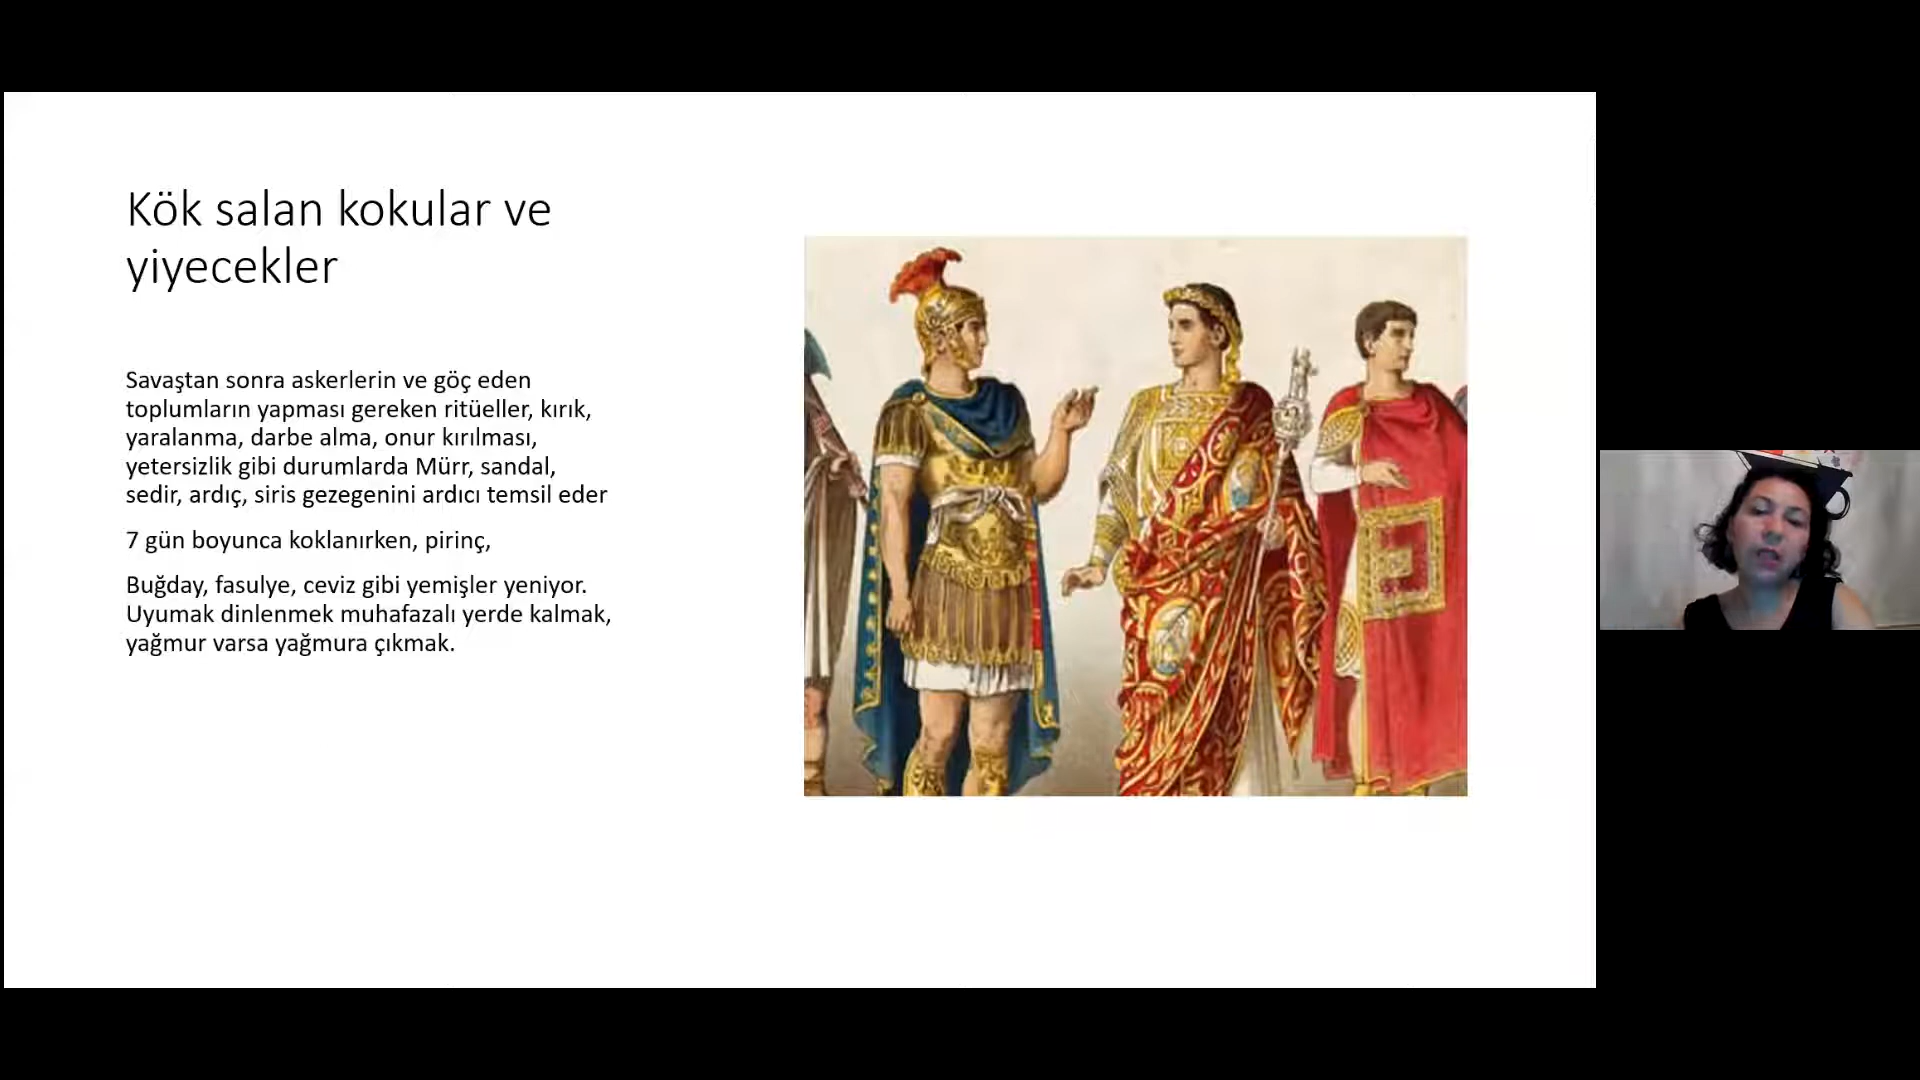 Kök salan kokular ve
yiyecekler
Savaştan sonra askerlerin ve göç eden
toplumların yapması gereken ritüeller, kırık,
yaralanma, darbe alma, onur kırılması,
yetersizlik gibi durumlarda Mürr, sandal,
sedir, ardıç, siris gezegenini ardıcı temsil eder
7 gün boyunca koklanırken, pirinç,
Buğday, fasulye, ceviz gibi yemişler yeniyor.
Uyumak dinlenmek muhafazalı yerde kalmak,
yağmur varsa yağmura çıkmak.